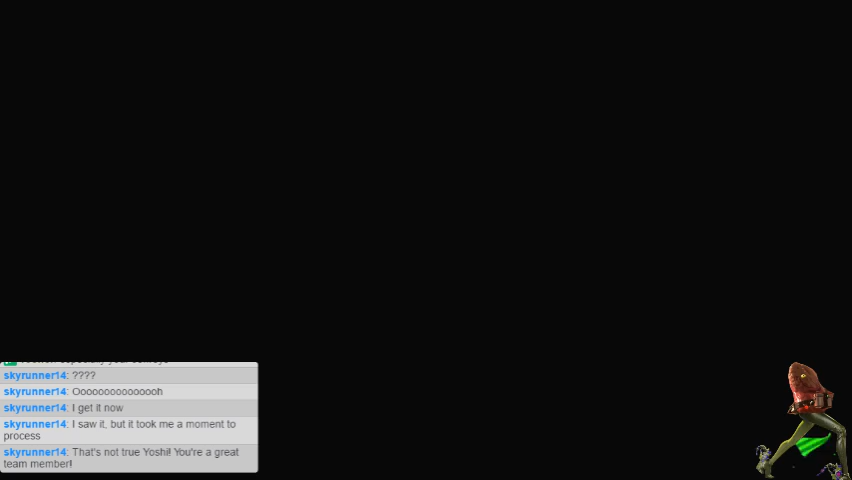 skyrunner14: ????
skyrunner14: Oooooooooooooh
skyrunner14: I get it now
skyrunner14: I saw it, but it took me a moment to
process
skyrunner14: That's not true Yoshi! You're a great
team member!